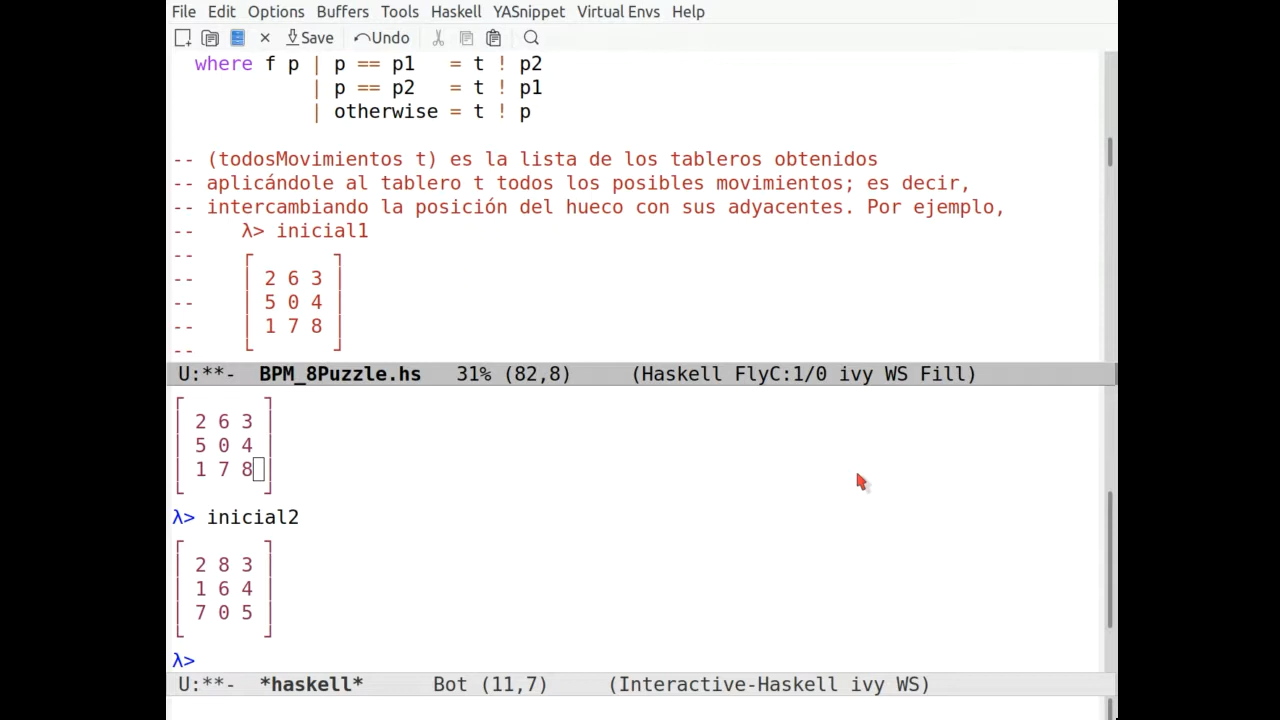 File Edit Options Buffers Tools Haskell YASnippet Virtual Envs Help
Save Undo
where f p | p == p1   = t ! p2
| p == p2   = t ! p1
| otherwise = t ! p
-- (todosMovimientos t) es la lista de los tableros obtenidos
-- aplicándole al tablero t todos los posibles movimientos; es decir,
-- intercambiando la posición del hueco con sus adyacentes. Por ejemplo,
--    λ> inicial1
--    ┌       ┐
--    │ 2 6 3 │
--    │ 5 0 4 │
--    │ 1 7 8 │
--    └       ┘
U:**-  BPM_8Puzzle.hs   31% (82,8)     (Haskell FlyC:1/0 ivy WS Fill)
┌       ┐
│ 2 6 3 │
│ 5 0 4 │
│ 1 7 8 │
└       ┘
λ> inicial2
┌       ┐
│ 2 8 3 │
│ 1 6 4 │
│ 7 0 5 │
└       ┘
λ>
U:**-  *haskell*      Bot (11,7)     (Interactive-Haskell ivy WS)